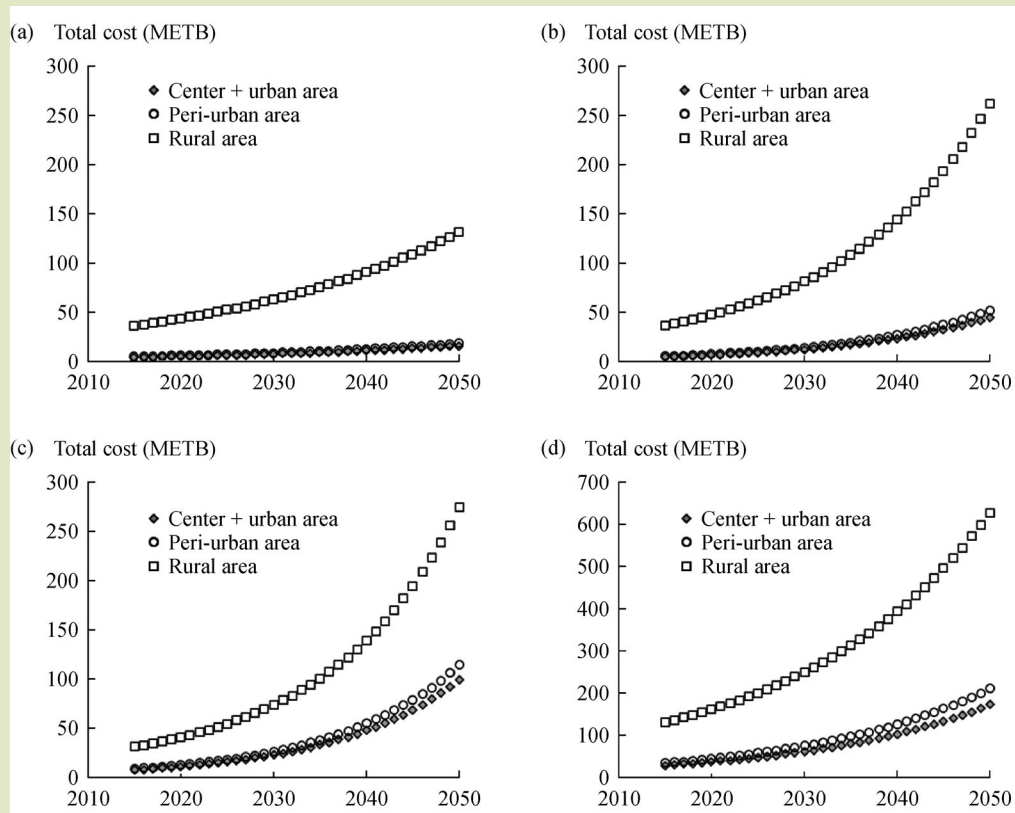 (a) Total cost (METB)
300
250
200
150
100
50
0
2010 2020 2030 2040 2050
Center + urban area
Peri-urban area
Rural area
(b) Total cost (METB)
300
250
200
150
100
50
0
2010 2020 2030 2040 2050
Center + urban area
Peri-urban area
Rural area
(c) Total cost (METB)
300
250
200
150
100
50
0
2010 2020 2030 2040 2050
Center + urban area
Peri-urban area
Rural area
(d) Total cost (METB)
700
600
500
400
300
200
100
0
2010 2020 2030 2040 2050
Center + urban area
Peri-urban area
Rural area